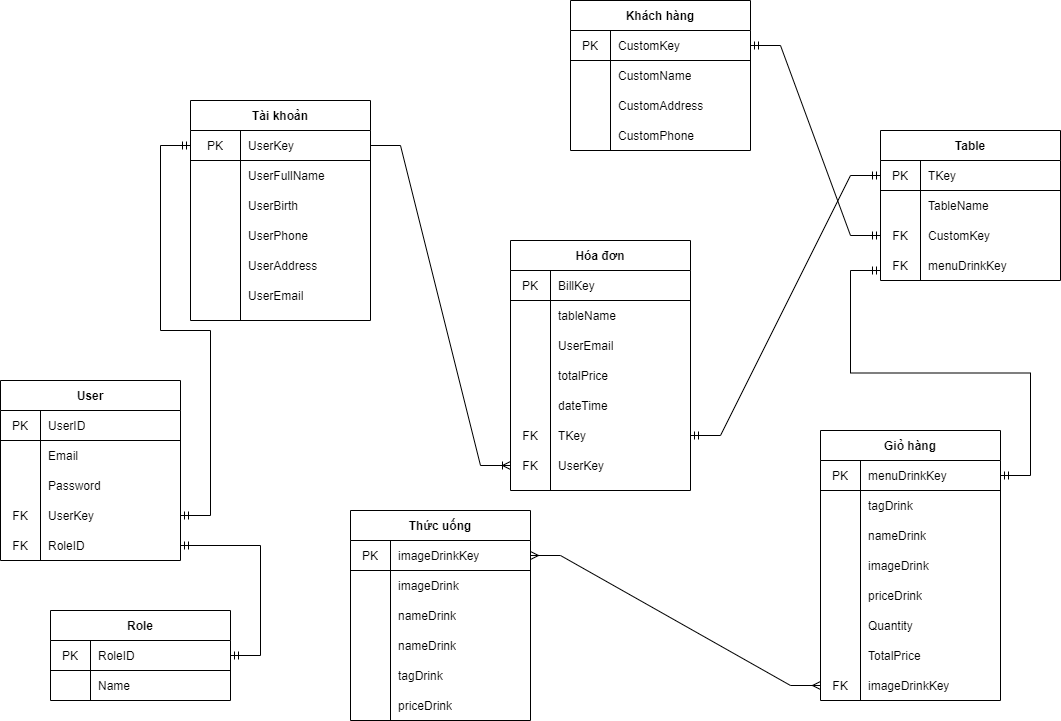 Khách hàng
PK CustomKey
CustomName
CustomAddress
CustomPhone
Tài khoản
PK UserKey
UserFullName
UserBirth
UserPhone
UserAddress
UserEmail
Table
PK TKey
TableName
FK CustomKey
FK menuDrinkKey
Hóa đơn
PK BillKey
tableName
UserEmail
totalPrice
dateTime
FK TKey
FK UserKey
User
PK UserID
Email
Password
FK UserKey
FK RoleID
Giỏ hàng
PK menuDrinkKey
tagDrink
nameDrink
imageDrink
priceDrink
Quantity
TotalPrice
FK imageDrinkKey
Thức uống
PK imageDrinkKey
imageDrink
nameDrink
nameDrink
tagDrink
priceDrink
Role
PK RoleID
Name